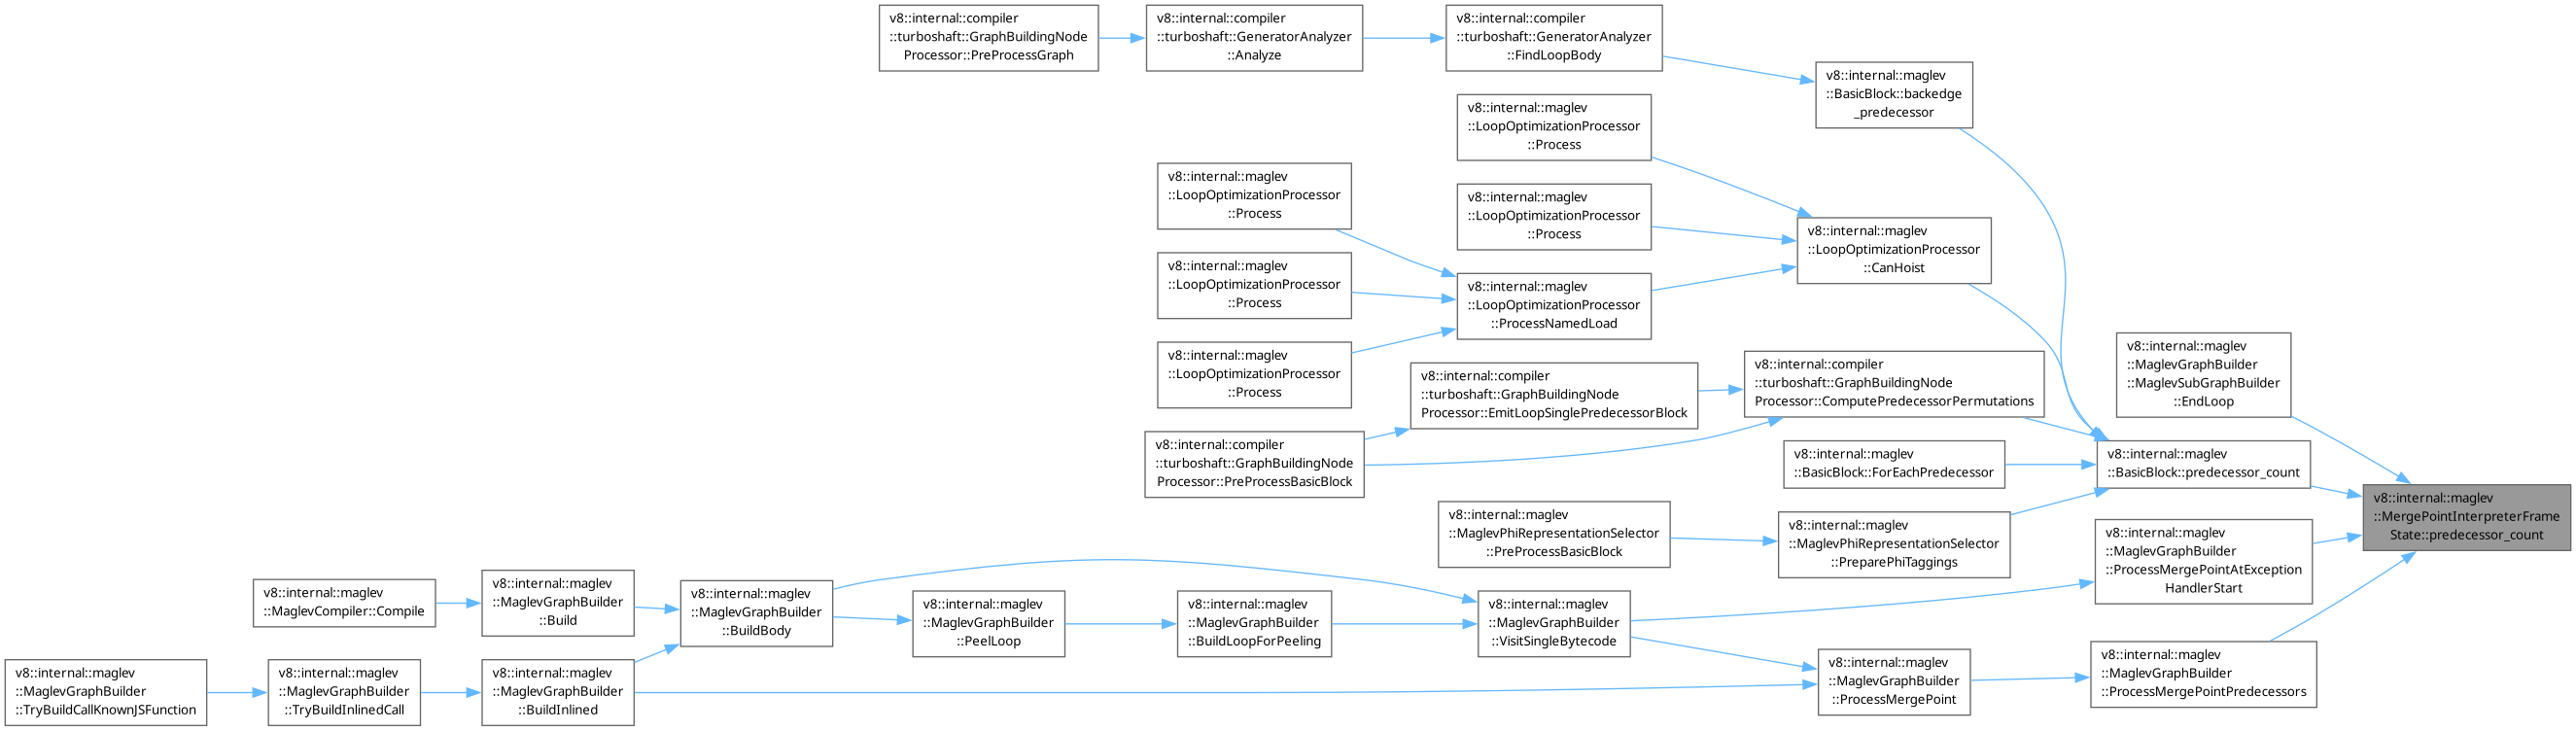 v8::internal::compiler
::turboshaft::GraphBuildingNode
Processor::PreProcessGraph
v8::internal::compiler
::turboshaft::GeneratorAnalyzer
::Analyze
v8::internal::compiler
::turboshaft::GeneratorAnalyzer
::FindLoopBody
v8::internal::maglev
::BasicBlock::backedge
_predecessor
v8::internal::maglev
::LoopOptimizationProcessor
::Process
v8::internal::maglev
::LoopOptimizationProcessor
::Process
v8::internal::maglev
::LoopOptimizationProcessor
::Process
v8::internal::maglev
::LoopOptimizationProcessor
::CanHoist
v8::internal::maglev
::LoopOptimizationProcessor
::Process
v8::internal::maglev
::LoopOptimizationProcessor
::ProcessNamedLoad
v8::internal::maglev
::LoopOptimizationProcessor
::Process
v8::internal::maglev
::MaglevGraphBuilder
::MaglevSubGraphBuilder
::EndLoop
v8::internal::compiler
::turboshaft::GraphBuildingNode
Processor::ComputePredecessorPermutations
v8::internal::compiler
::turboshaft::GraphBuildingNode
Processor::EmitLoopSinglePredecessorBlock
v8::internal::compiler
::turboshaft::GraphBuildingNode
Processor::PreProcessBasicBlock
v8::internal::maglev
::BasicBlock::ForEachPredecessor
v8::internal::maglev
::BasicBlock::predecessor_count
v8::internal::maglev
::MergePointInterpreterFrame
State::predecessor_count
v8::internal::maglev
::MaglevPhiRepresentationSelector
::PreProcessBasicBlock
v8::internal::maglev
::MaglevPhiRepresentationSelector
::PreparePhiTaggings
v8::internal::maglev
::MaglevGraphBuilder
::ProcessMergePointAtException
HandlerStart
v8::internal::maglev
::MaglevCompiler::Compile
v8::internal::maglev
::MaglevGraphBuilder
::Build
v8::internal::maglev
::MaglevGraphBuilder
::BuildBody
v8::internal::maglev
::MaglevGraphBuilder
::PeelLoop
v8::internal::maglev
::MaglevGraphBuilder
::BuildLoopForPeeling
v8::internal::maglev
::MaglevGraphBuilder
::VisitSingleBytecode
v8::internal::maglev
::MaglevGraphBuilder
::TryBuildCallKnownJSFunction
v8::internal::maglev
::MaglevGraphBuilder
::TryBuildInlinedCall
v8::internal::maglev
::MaglevGraphBuilder
::BuildInlined
v8::internal::maglev
::MaglevGraphBuilder
::ProcessMergePoint
v8::internal::maglev
::MaglevGraphBuilder
::ProcessMergePointPredecessors